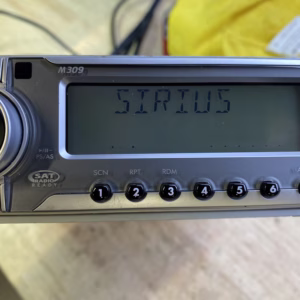 M309
SIRIUS
SAT
RADIO
READY
SCN RPT RDM
1 2 3 4 5 6